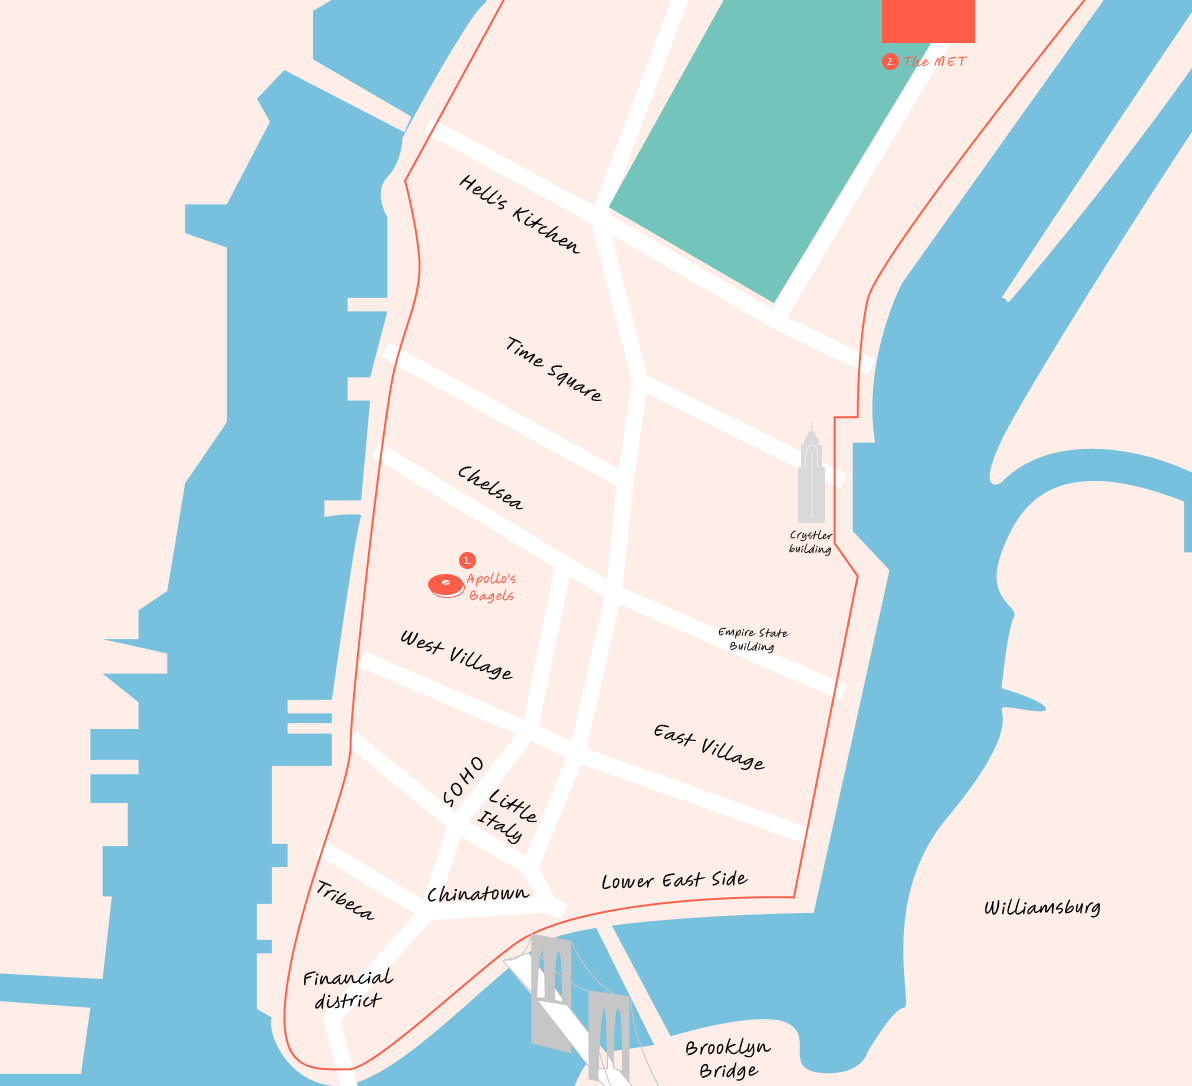 2. The MET
Hell's Kitchen
Time Square
Chelsea
Crystler
building
1.
Apollo's
Bagels
Empire State
Building
West Village
East Village
SOHO
Little
Italy
Lower East Side
Chinatown
Tribeca
Williamsburg
Financial
district
Brooklyn
Bridge